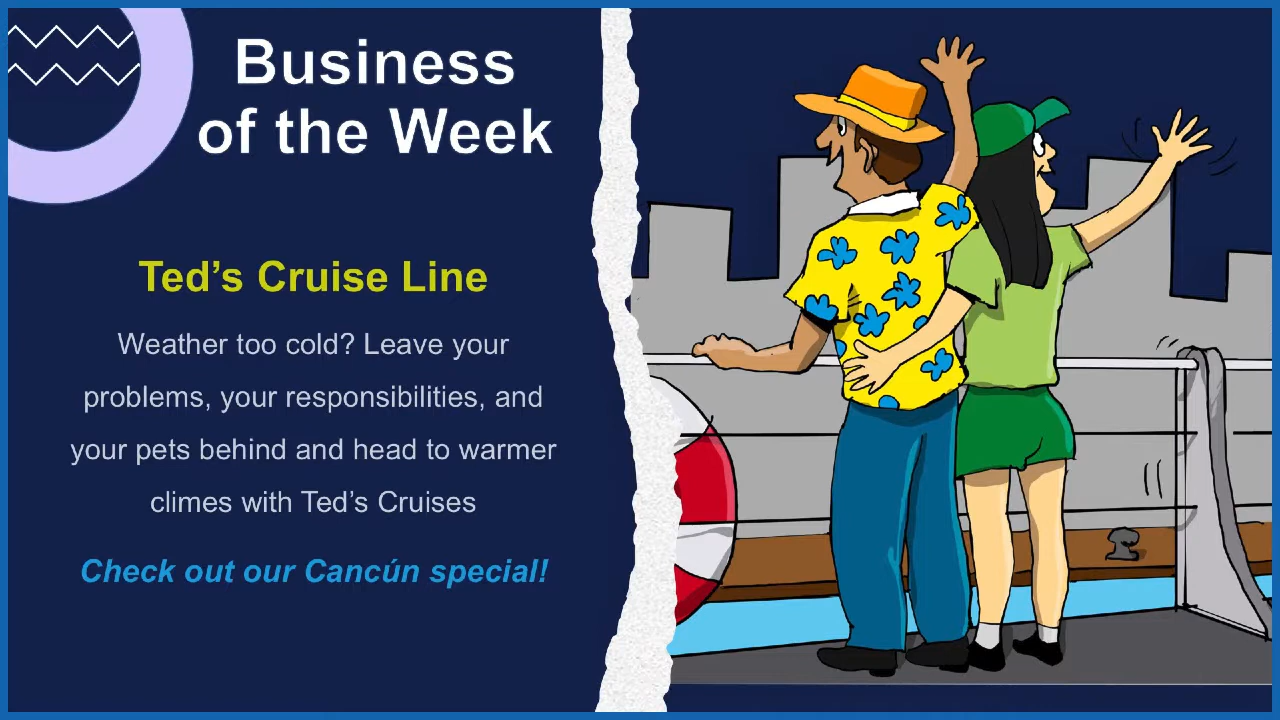 Business
of the Week
Ted’s Cruise Line
Weather too cold? Leave your
problems, your responsibilities, and
your pets behind and head to warmer
climes with Ted’s Cruises
Check out our Cancún special!